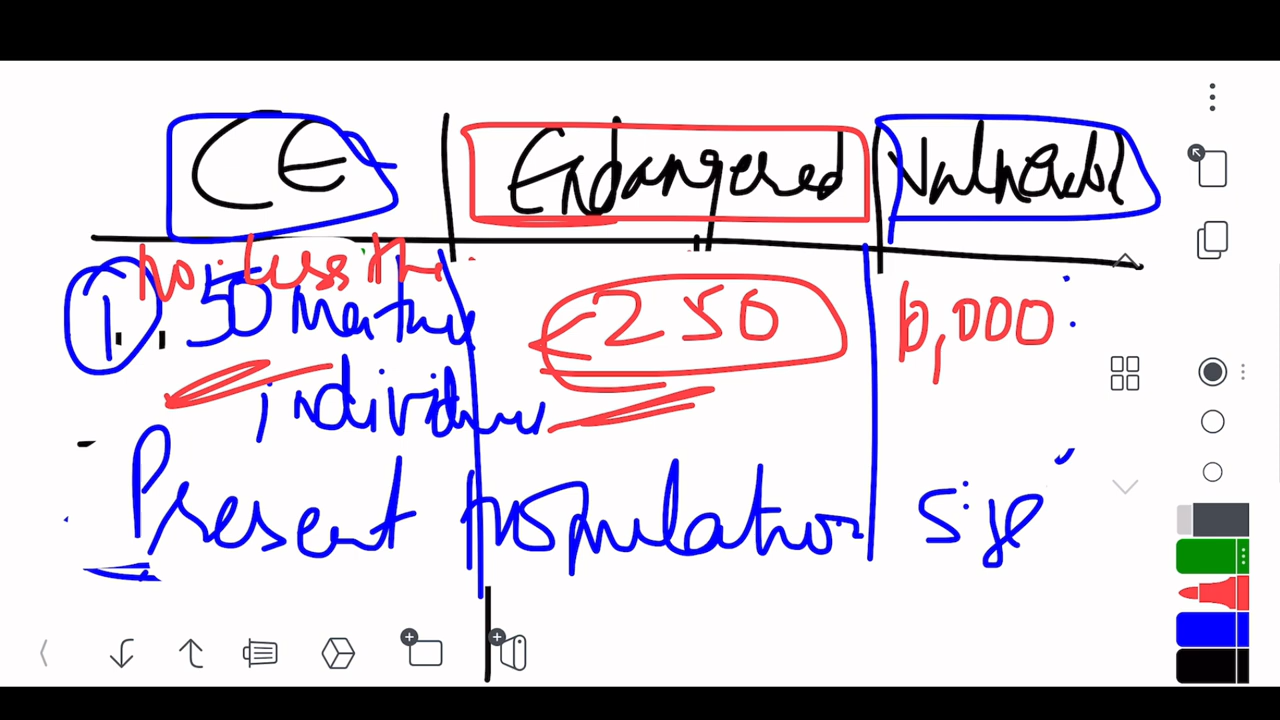 CE Endangered Vulnerable
No. less than
1. 50 Mature <250 10,000
individual
Present population size